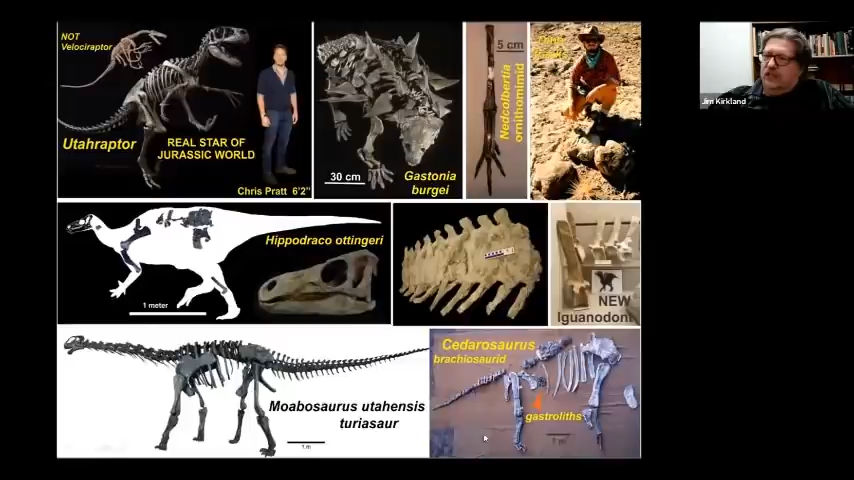 NOT
Velociraptor
Utahraptor
REAL STAR OF
JURASSIC WORLD
Chris Pratt 6'2"
30 cm
Gastonia
burgei
5 cm
Nedcolbertia
ornithomimid
Jim Kirkland
Hippodraco ottingeri
1 meter
NEW
Iguanodont
Moabosaurus utahensis
turiasaur
1 m
Cedarosaurus
brachiosaurid
gastroliths
1 m